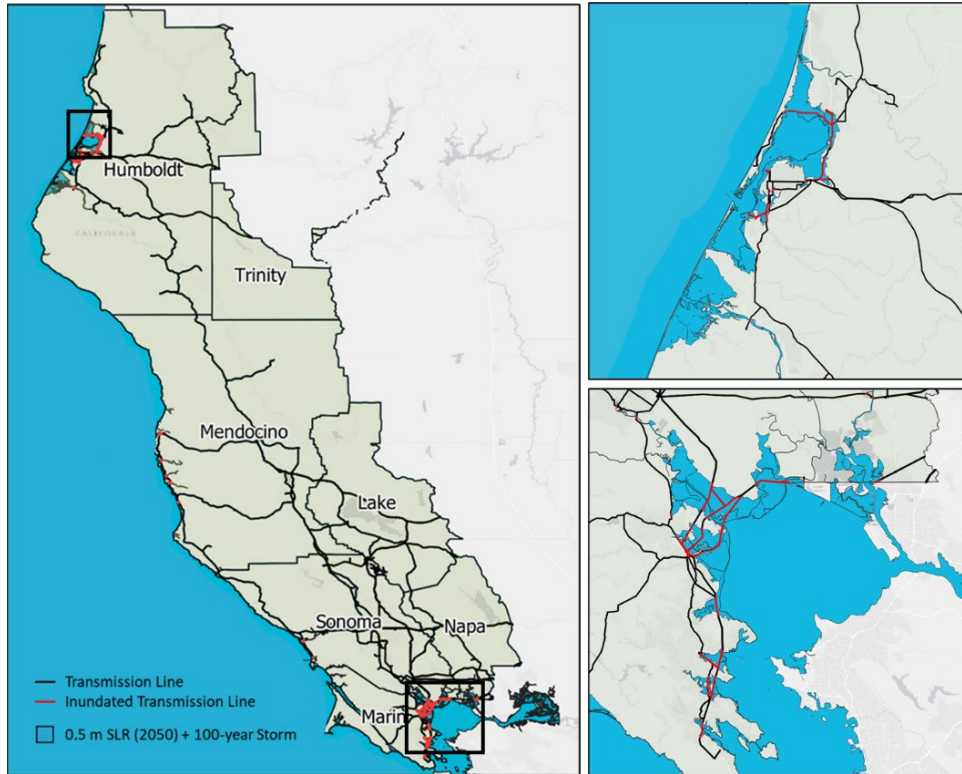 Humboldt
CALIFORNIA
Trinity
Mendocino
Lake
Sonoma
Napa
Marin
Transmission Line
Inundated Transmission Line
0.5 m SLR (2050) + 100-year Storm